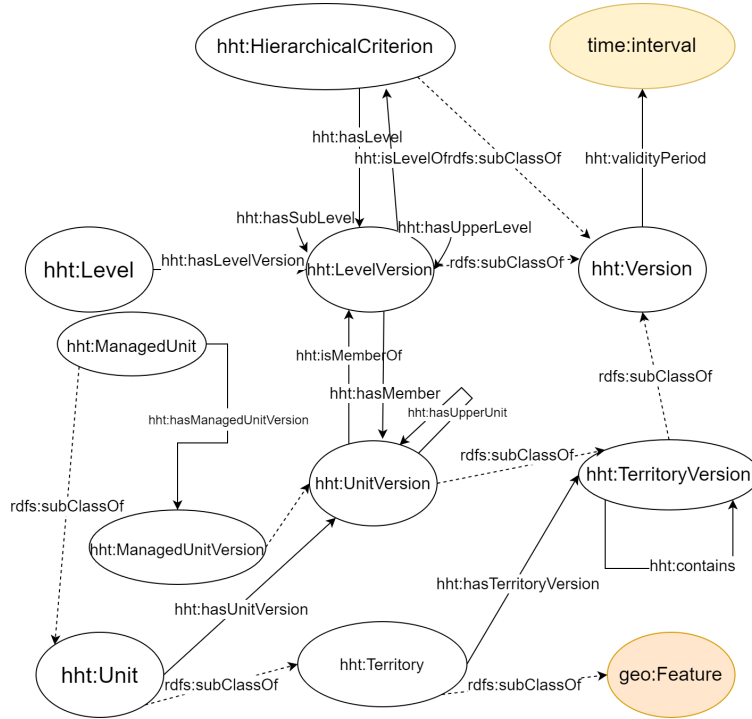 hht:HierarchicalCriterion
time:interval
hht:hasLevel
hht:isLevelOf
rdfs:subClassOf
hht:validityPeriod
hht:hasSubLevel
hht:hasUpperLevel
hht:Level
hht:hasLevelVersion
hht:LevelVersion
rdfs:subClassOf
hht:Version
hht:ManagedUnit
hht:isMemberOf
rdfs:subClassOf
hht:hasMember
hht:hasManagedUnitVersion
hht:hasUpperUnit
rdfs:subClassOf
hht:UnitVersion
hht:TerritoryVersion
rdfs:subClassOf
hht:ManagedUnitVersion
hht:contains
hht:hasTerritoryVersion
hht:hasUnitVersion
hht:Unit
rdfs:subClassOf
hht:Territory
rdfs:subClassOf
geo:Feature